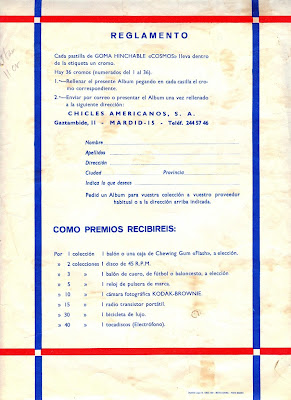 REGLAMENTO
Cada pastilla de GOMA HINCHABLE «COSMOS» lleva dentro
de la etiqueta un cromo.
Hay 36 cromos (numerados del 1 al 36).
1.º—Rellenar el presente Album pegando en cada casilla el cro-
mo correspondiente.
2.º—Enviar por correo o presentar el Album una vez rellenado
a la siguiente dirección:
CHICLES AMERICANOS, S. A.
Gaztambide, 11 - MARDID-15 - Teléf. 244 57 46
Nombre
Apellidos
Dirección
Ciudad Provincia
Indica lo que deseas
Pedid un Album para vuestra colección a vuestro proveedor
habitual o a la dirección arriba indicada.
COMO PREMIOS RECIBIREIS:
Por 1 colección 1 balón o una caja de Chewing Gum «Flash», a elección.
» 2 colecciones 1 disco de 45 R.P.M.
» 3 » 1 balón de cuero, de fútbol o baloncesto, a elección
» 5 » 1 reloj de pulsera de marca.
» 10 » 1 cámara fotográfica KODAK-BROWNIE
» 15 » 1 radio transistor portátil.
» 30 » 1 bicicleta de lujo.
» 40 » 1 tocadiscos (Electrófono).